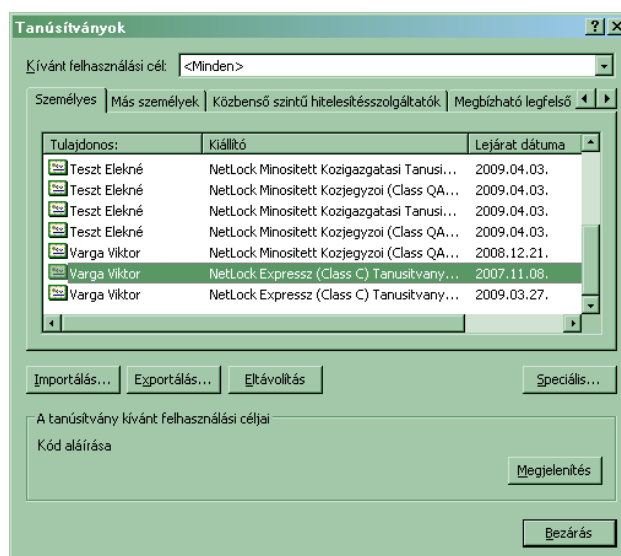 Tanúsítványok
Kívánt felhasználási cél: <Minden>
Személyes Más személyek Közbenső szintű hitelesítésszolgáltatók Megbízható legfelső
Tulajdonos: Kiállító Lejárat dátuma
Teszt Elekné NetLock Minositett Kozigazgatasi Tanusi... 2009.04.03.
Teszt Elekné NetLock Minositett Kozjegyzoi (Class QA... 2009.04.03.
Teszt Elekné NetLock Minositett Kozigazgatasi Tanusi... 2009.04.03.
Teszt Elekné NetLock Minositett Kozjegyzoi (Class QA... 2009.04.03.
Varga Viktor NetLock Minositett Kozjegyzoi (Class QA... 2008.12.21.
Varga Viktor NetLock Expressz (Class C) Tanusitvany... 2007.11.08.
Varga Viktor NetLock Expressz (Class C) Tanusitvany... 2009.03.27.
Importálás... Exportálás... Eltávolítás Speciális...
A tanúsítvány kívánt felhasználási céljai
Kód aláírása
Megjelenítés
Bezárás